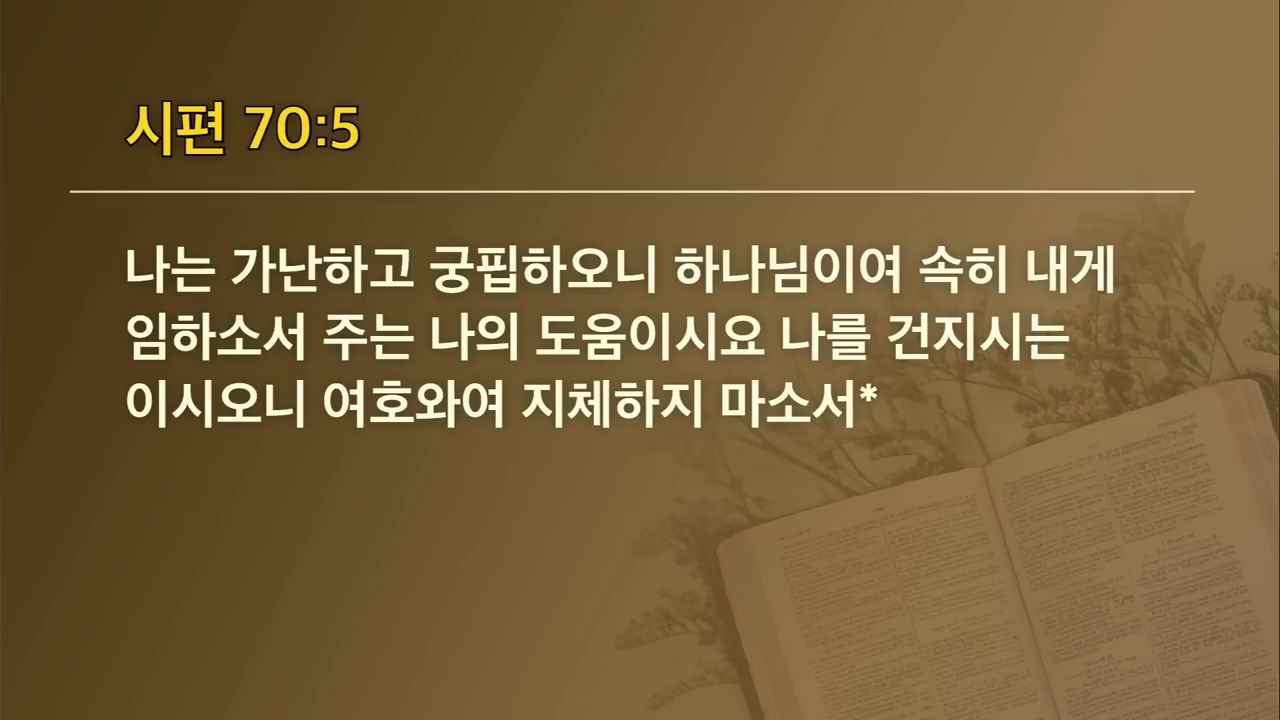 시편 70:5
나는 가난하고 궁핍하오니 하나님이여 속히 내게
임하소서 주는 나의 도움이시요 나를 건지시는
이시오니 여호와여 지체하지 마소서*